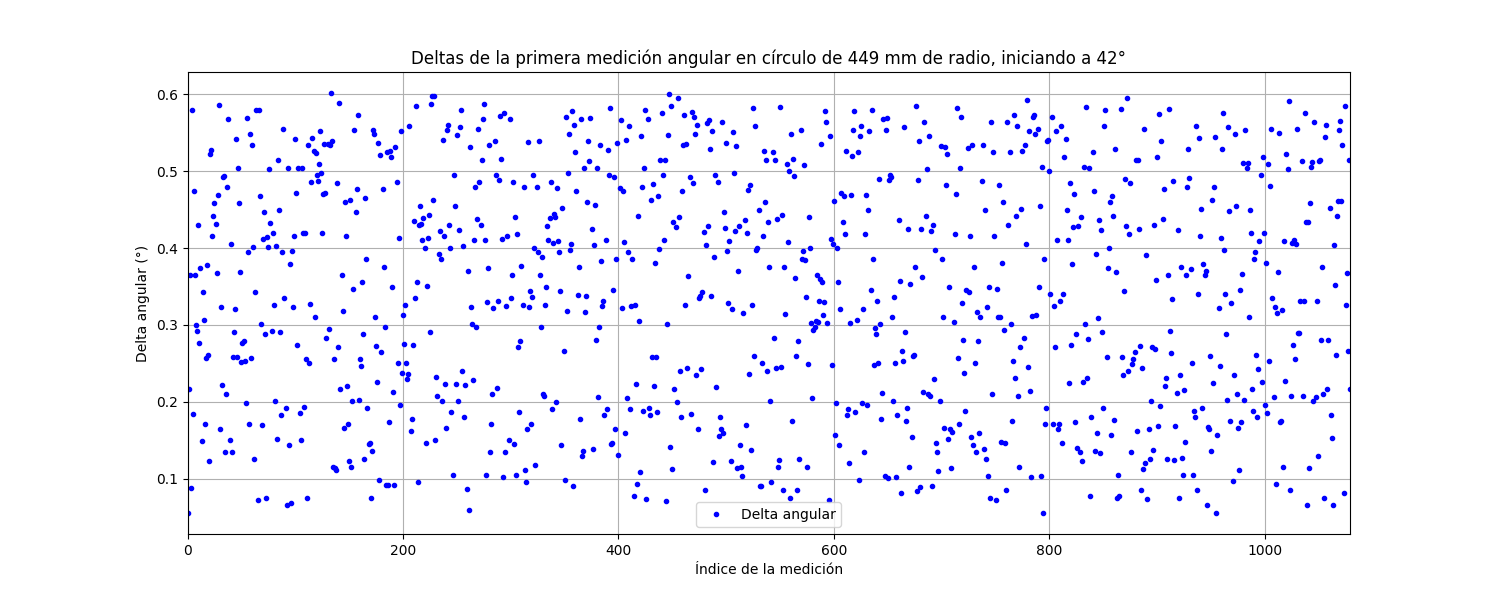 Deltas de la primera medición angular en círculo de 449 mm de radio, iniciando a 42°
0.6
0.5
0.4
0.3
0.2
0.1
Delta angular (°)
Delta angular
0 200 400 600 800 1000
Índice de la medición